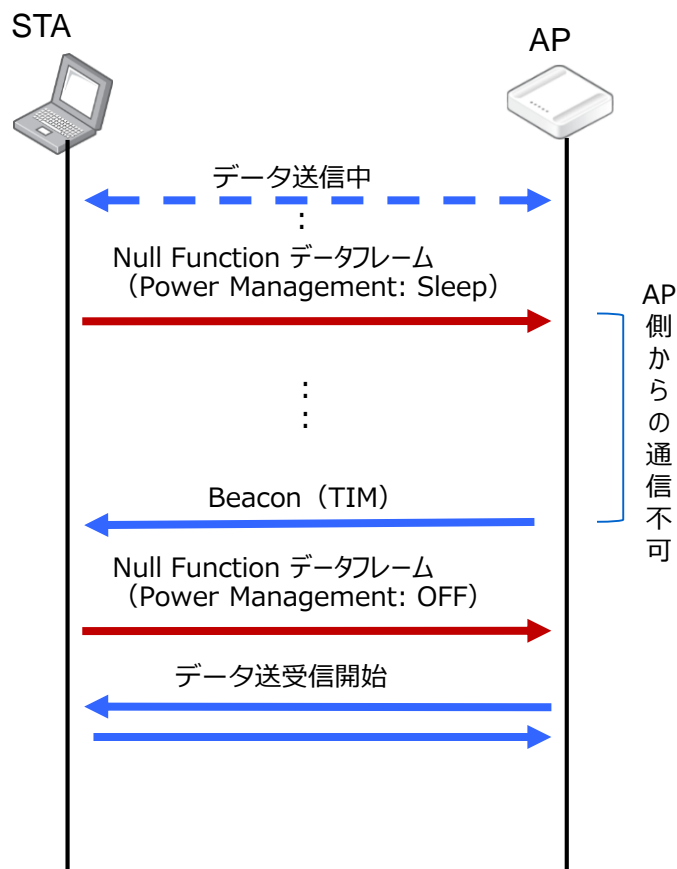 STA
AP
データ送信中
:
Null Function データフレーム
（Power Management: Sleep）
AP側からの通信不可
:
:
Beacon（TIM）
Null Function データフレーム
（Power Management: OFF）
データ送受信開始